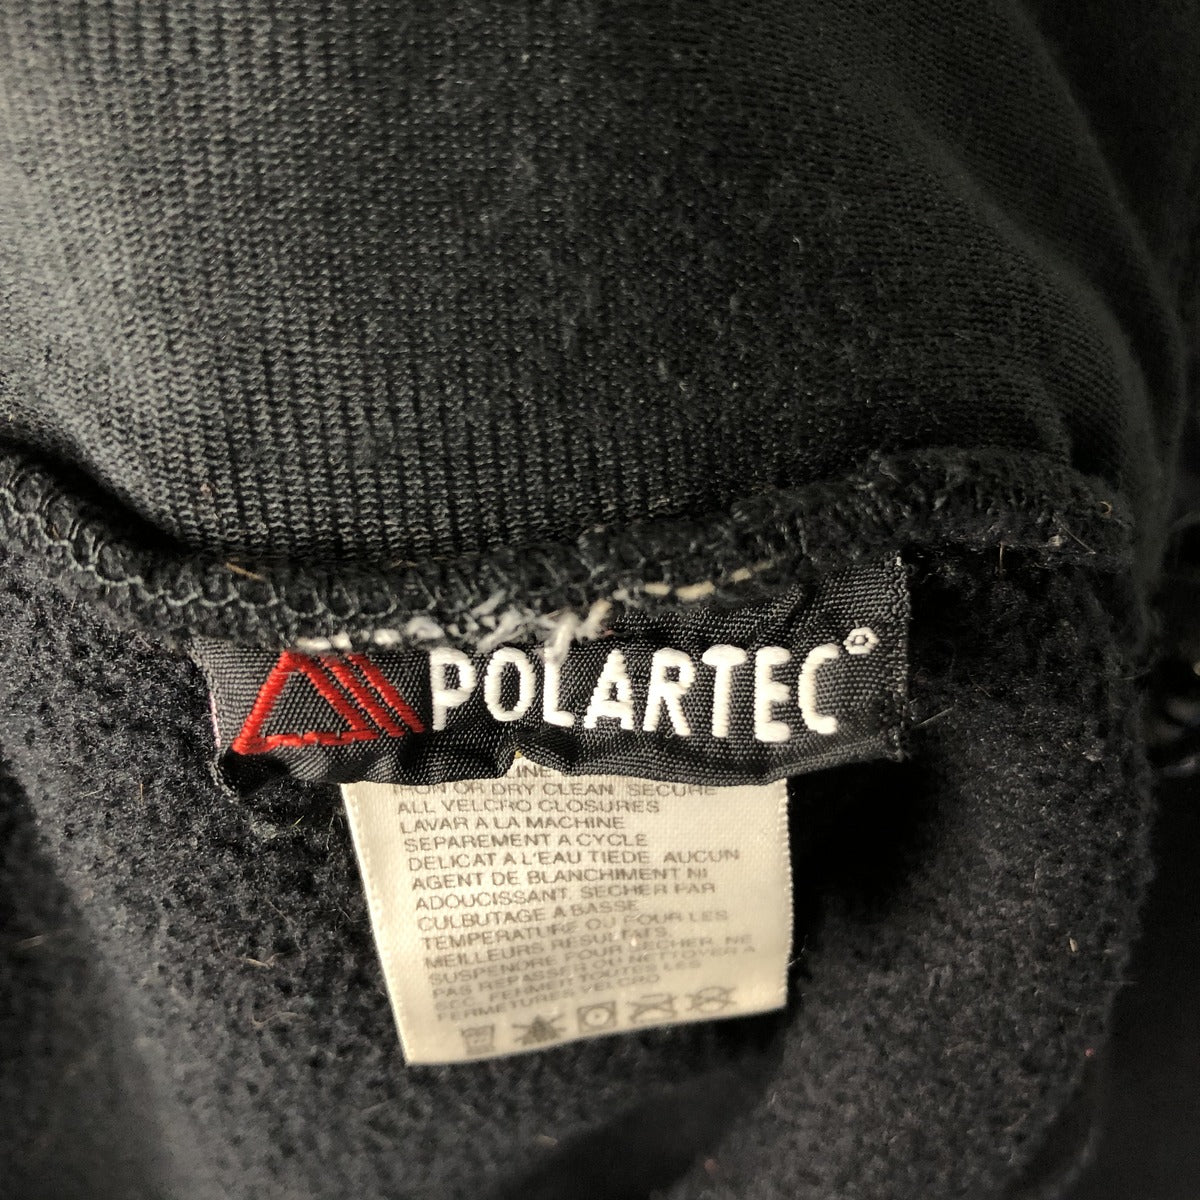 POLARTEC®
LINE
IRON OR DRY CLEAN. SECURE
ALL VELCRO CLOSURES
LAVAR A LA MACHINE
SEPAREMENT A CYCLE
DELICAT A L'EAU TIEDE. AUCUN
AGENT DE BLANCHIMENT NI
ADOUCISSANT. SECHER PAR
CULBUTAGE A BASSE
TEMPERATURE OU POUR LES
MEILLEURS RESULTATS,
SUSPENDRE POUR SECHER. NE
PAS REPASSER OU NETTOYER A
SEC. FERMER TOUTES LES
FERMETURES VELCRO